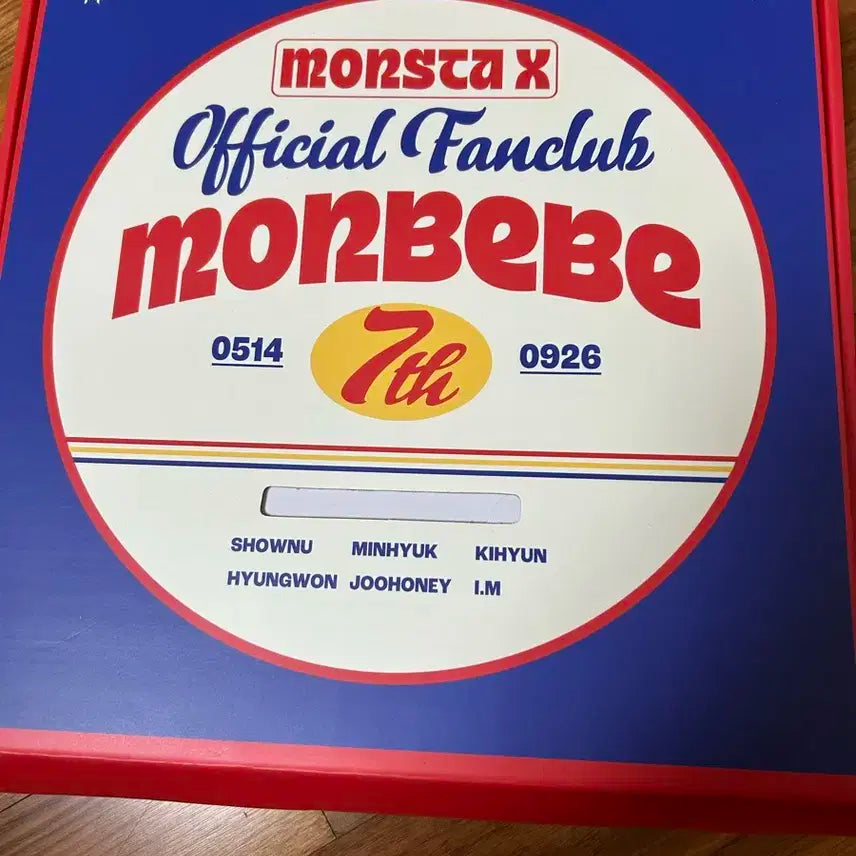 MONSTA X
Official Fanclub
MONBEBE
0514 7th 0926
SHOWNU MINHYUK KIHYUN
HYUNGWON JOOHONEY I.M